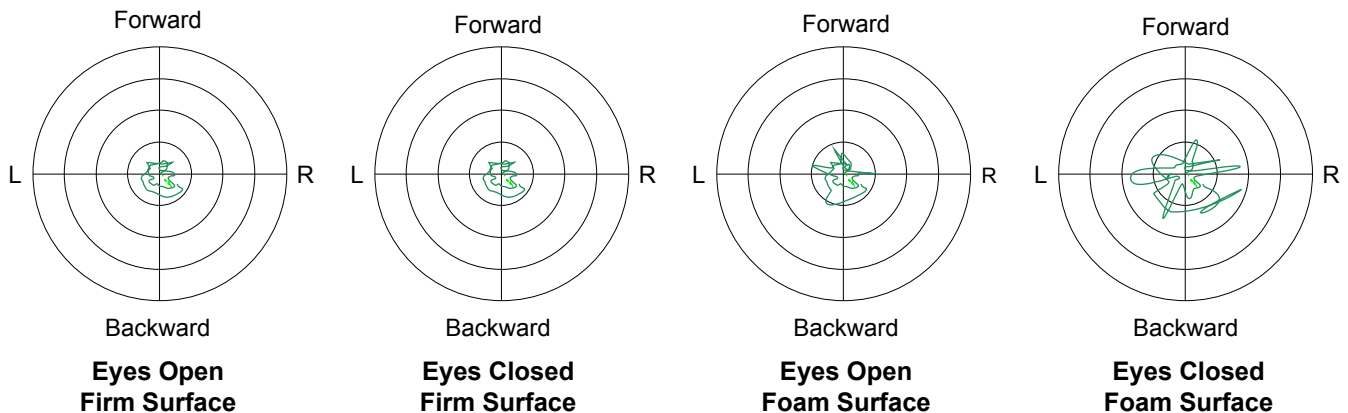 Forward
L R
Backward
Eyes Open
Firm Surface
Forward
L R
Backward
Eyes Closed
Firm Surface
Forward
L R
Backward
Eyes Open
Foam Surface
Forward
L R
Backward
Eyes Closed
Foam Surface